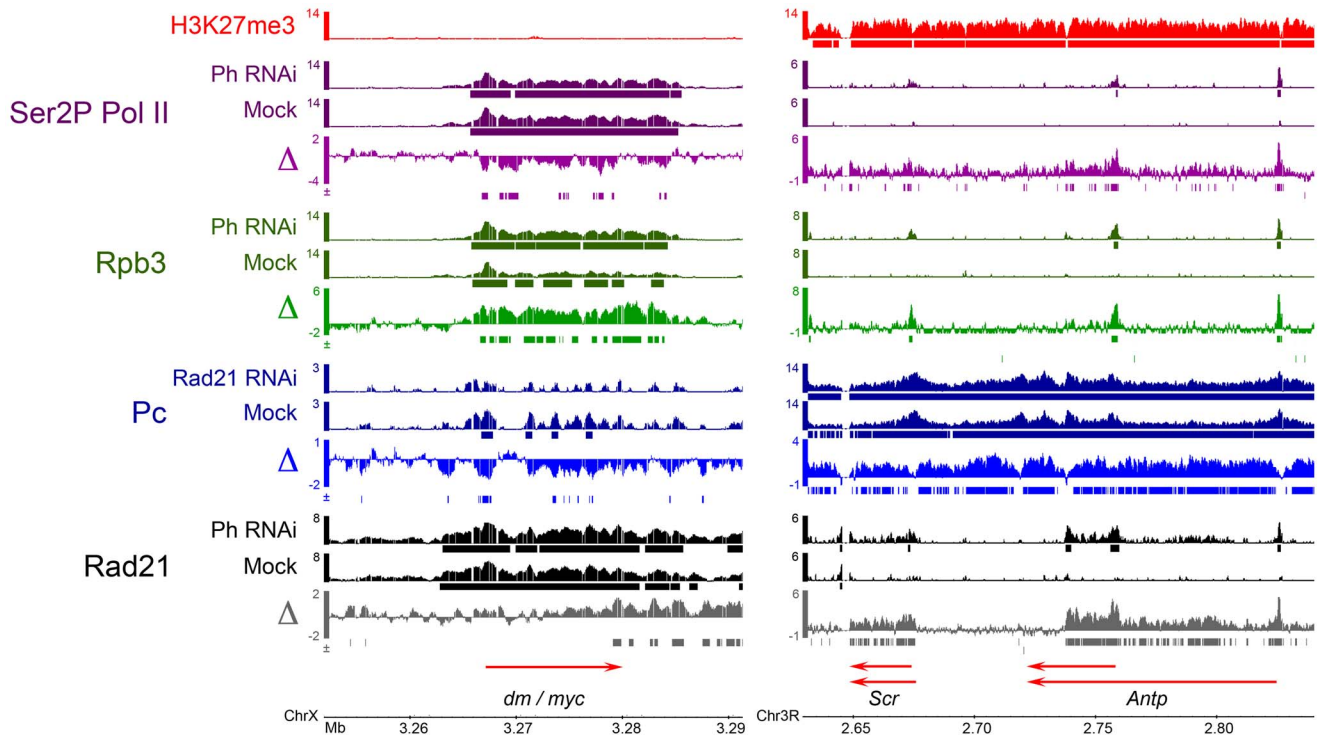 H3K27me3 14 14
Ph RNAi 14 6
Ser2P Pol II Mock 14 6
Δ 2 -4 ± 6 -1
Ph RNAi 14 8
Rpb3 Mock 14 8
Δ 6 -2 ± 8 -1
Rad21 RNAi 3 14
Pc Mock 3 14
Δ 1 -2 ± 4 -1
Ph RNAi 8 6
Rad21 Mock 8 6
Δ 2 -2 ± 6 -1
dm / myc Scr Antp
ChrX Mb 3.26 3.27 3.28 3.29 Chr3R 2.65 2.70 2.75 2.80